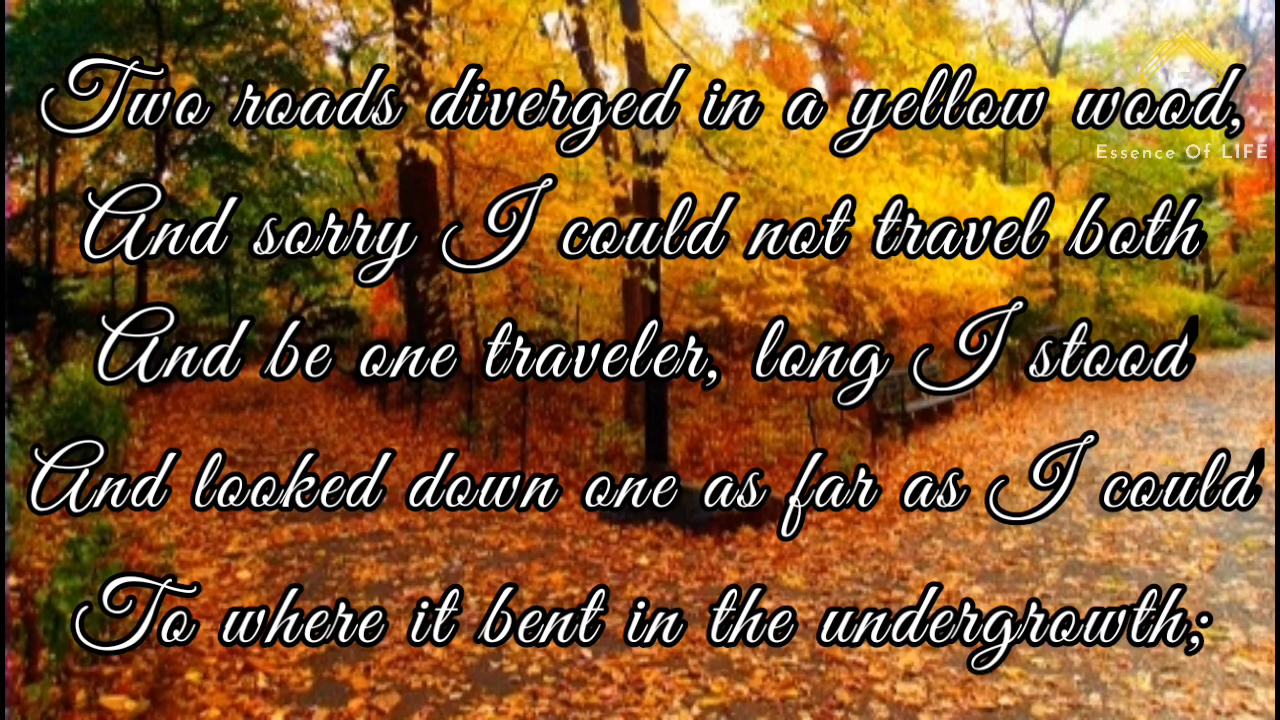 Two roads diverged in a yellow wood,
Essence Of LIFE
And sorry I could not travel both
And be one traveler, long I stood
And looked down one as far as I could
To where it bent in the undergrowth;